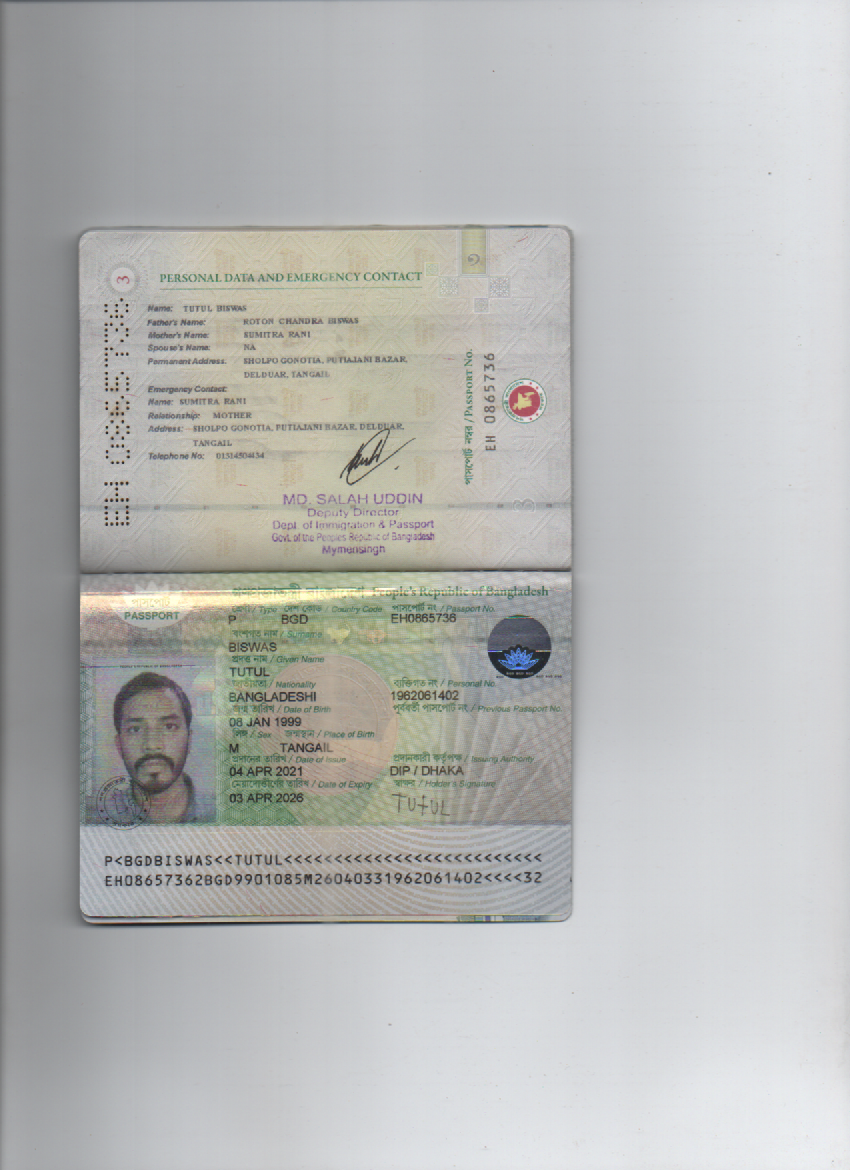 3
PERSONAL DATA AND EMERGENCY CONTACT
Name: TUTUL BISWAS
Father's Name: ROTON CHANDRA BISWAS
Mother's Name: SUMITRA RANI
Spouse's Name: NA
Permanent Address: SHOLPO GONOTIA, PUTIAJANI BAZAR,
DELDUAR, TANGAIL
Emergency Contact:
Name: SUMITRA RANI
Relationship: MOTHER
Address: SHOLPO GONOTIA, PUTIAJANI BAZAR, DELDUAR,
TANGAIL
Telephone No: 01314504434
EH 0865736
পাসপোর্ট নম্বর / PASSPORT No.
EH 0865736
MD. SALAH UDDIN
Deputy Director
Dept. of Immigration & Passport
Govt. of the Peoples Republic of Bangladesh
Mymensingh
গণপ্রজাতন্ত্রী বাংলাদেশ People's Republic of Bangladesh
পাসপোর্ট
PASSPORT
শ্রেণী / Type দেশ কোড / Country Code পাসপোর্ট নং / Passport No.
P BGD EH0865736
বংশগত নাম / Surname
BISWAS
প্রদত্ত নাম / Given Name
TUTUL
জাতীয়তা / Nationality ব্যক্তিগত নং / Personal No.
BANGLADESHI 1962061402
জন্ম তারিখ / Date of Birth পূর্ববর্তী পাসপোর্ট নং / Previous Passport No.
08 JAN 1999
লিঙ্গ / Sex জন্মস্থান / Place of Birth
M TANGAIL
প্রদানের তারিখ / Date of Issue প্রদানকারী কর্তৃপক্ষ / Issuing Authority
04 APR 2021 DIP / DHAKA
মেয়াদোত্তীর্ণের তারিখ / Date of Expiry স্বাক্ষর / Holder's Signature
03 APR 2026 TUTUL
P<BGDBISWAS<<TUTUL<<<<<<<<<<<<<<<<<<<<<<<<<<
EH08657362BGD9901085M26040331962061402<<<<32